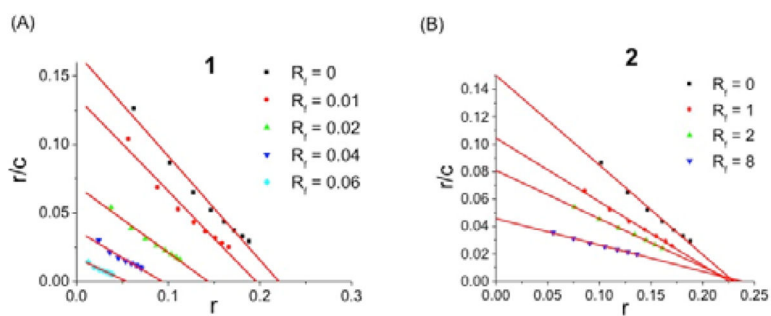 (A)
1
r/c
0.15
0.10
0.05
0.00
0.0 0.1 0.2 0.3
r
R_f = 0
R_f = 0.01
R_f = 0.02
R_f = 0.04
R_f = 0.06
(B)
2
r/c
0.14
0.12
0.10
0.08
0.06
0.04
0.02
0.00
0.00 0.05 0.10 0.15 0.20 0.25
r
R_f = 0
R_f = 1
R_f = 2
R_f = 8